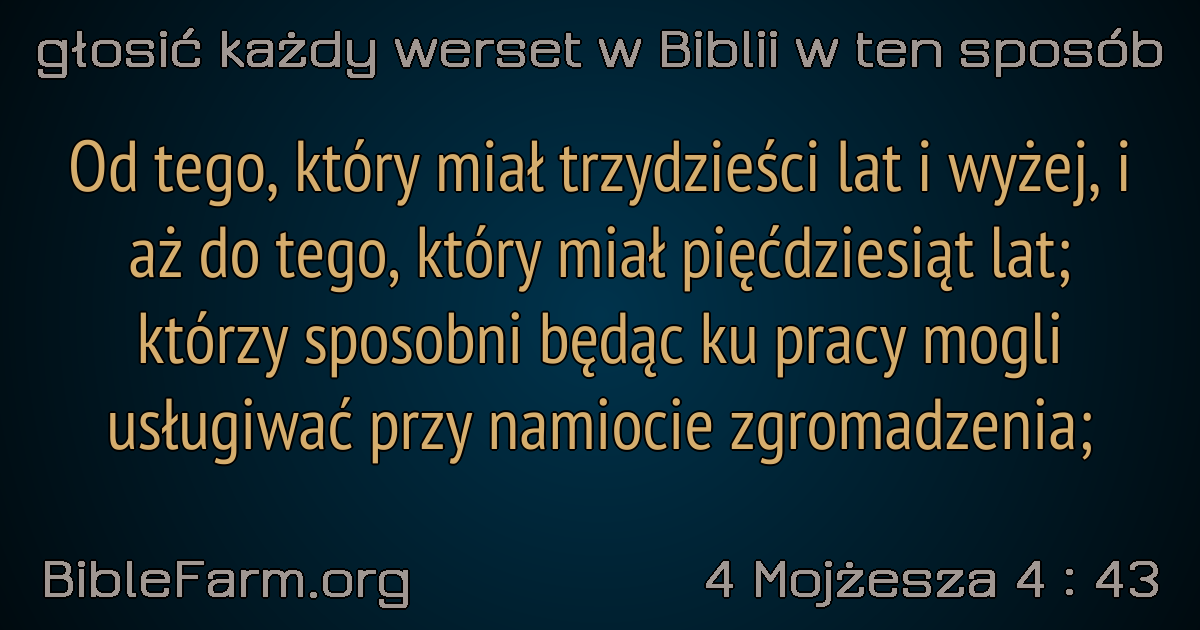 głosić każdy werset w Biblii w ten sposób
Od tego, który miał trzydzieści lat i wyżej, i
aż do tego, który miał pięćdziesiąt lat;
którzy sposobni będąc ku pracy mogli
usługiwać przy namiocie zgromadzenia;
BibleFarm.org
4 Mojżesza 4 : 43